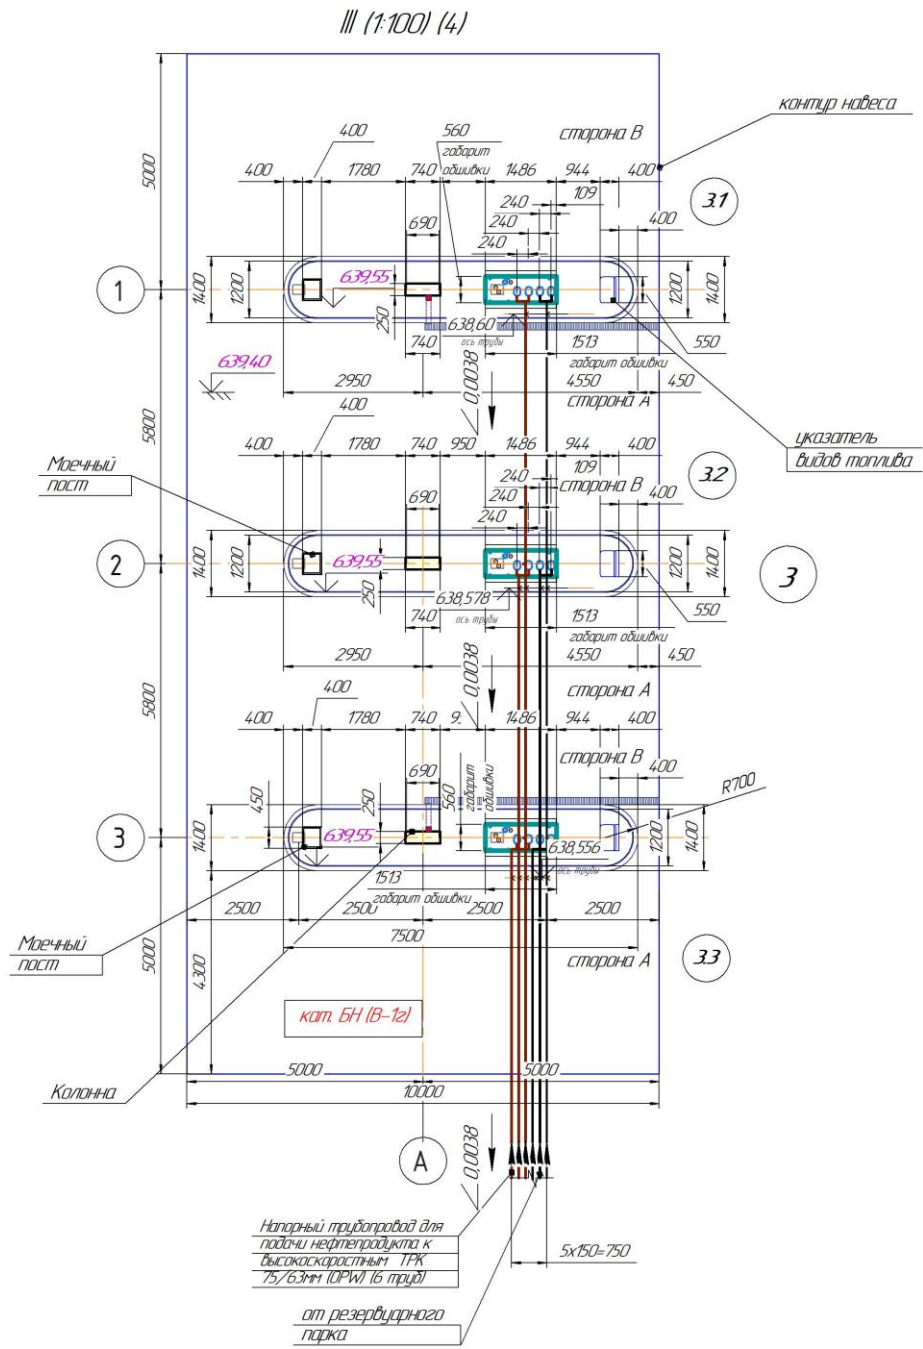 III (1:100) (4)
контур навеса
400
560
габарит
обшивки
сторона В
400
1780
740
1486
944
400
109
240
240
240
3.1
400
5000
690
639,55
1
1400
1200
250
1200
1400
638,60
ось трубы
740
1513
550
габарит обшивки
639,40
2950
0,0038
4550
450
400
сторона А
5800
указатель
видов топлива
400
1780
740
950
1486
944
400
109
Моечный
пост
240
сторона В
3.2
690
240
400
240
2
1400
1200
639,55
250
1200
1400
3
638,578
ось трубы
740
1513
550
габарит обшивки
2950
4550
450
0,0038
сторона А
400
5800
400
1780
740
9
1486
944
400
690
сторона В
400
R700
450
250
560
габарит
обшивки
3
1400
639,55
1200
1400
638,556
ось трубы
1513
габарит обшивки
2500
2500
2500
2500
7500
Моечный
пост
5000
4300
сторона А
3.3
кат. БН (В-1г)
Колонна
5000
5000
10000
А
0,0038
Напорный трубопровод для
подачи нефтепродукта к
высокоскоростным ТРК
75/63мм (OPW) (6 труб)
5х150=750
от резервуарного
парка